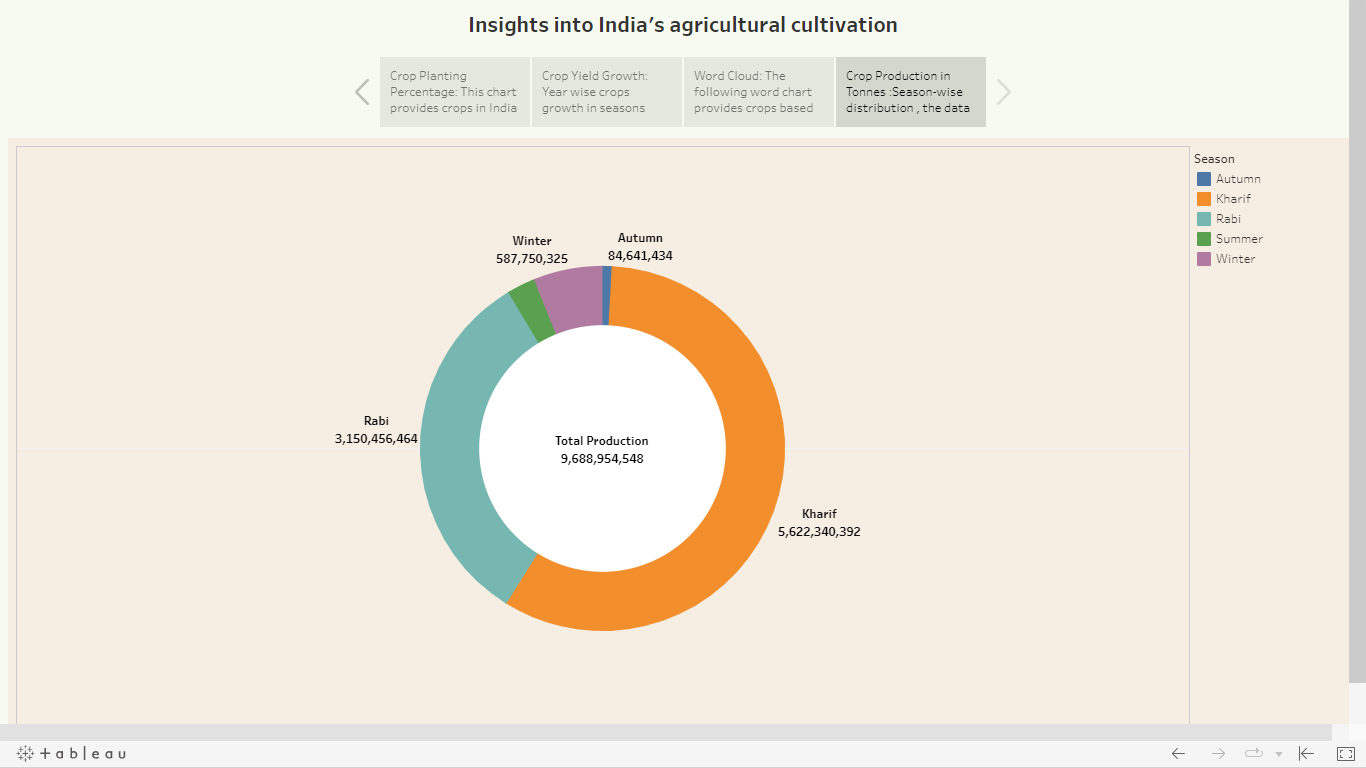 Insights into India's agricultural cultivation
Crop Planting
Percentage: This chart
provides crops in India
Crop Yield Growth:
Year wise crops
growth in seasons
Word Cloud: The
following word chart
provides crops based
Crop Production in
Tonnes :Season-wise
distribution , the data
Season
Autumn
Kharif
Rabi
Summer
Winter
Winter
587,750,325
Autumn
84,641,434
Rabi
3,150,456,464
Total Production
9,688,954,548
Kharif
5,622,340,392
+ a b l e a u